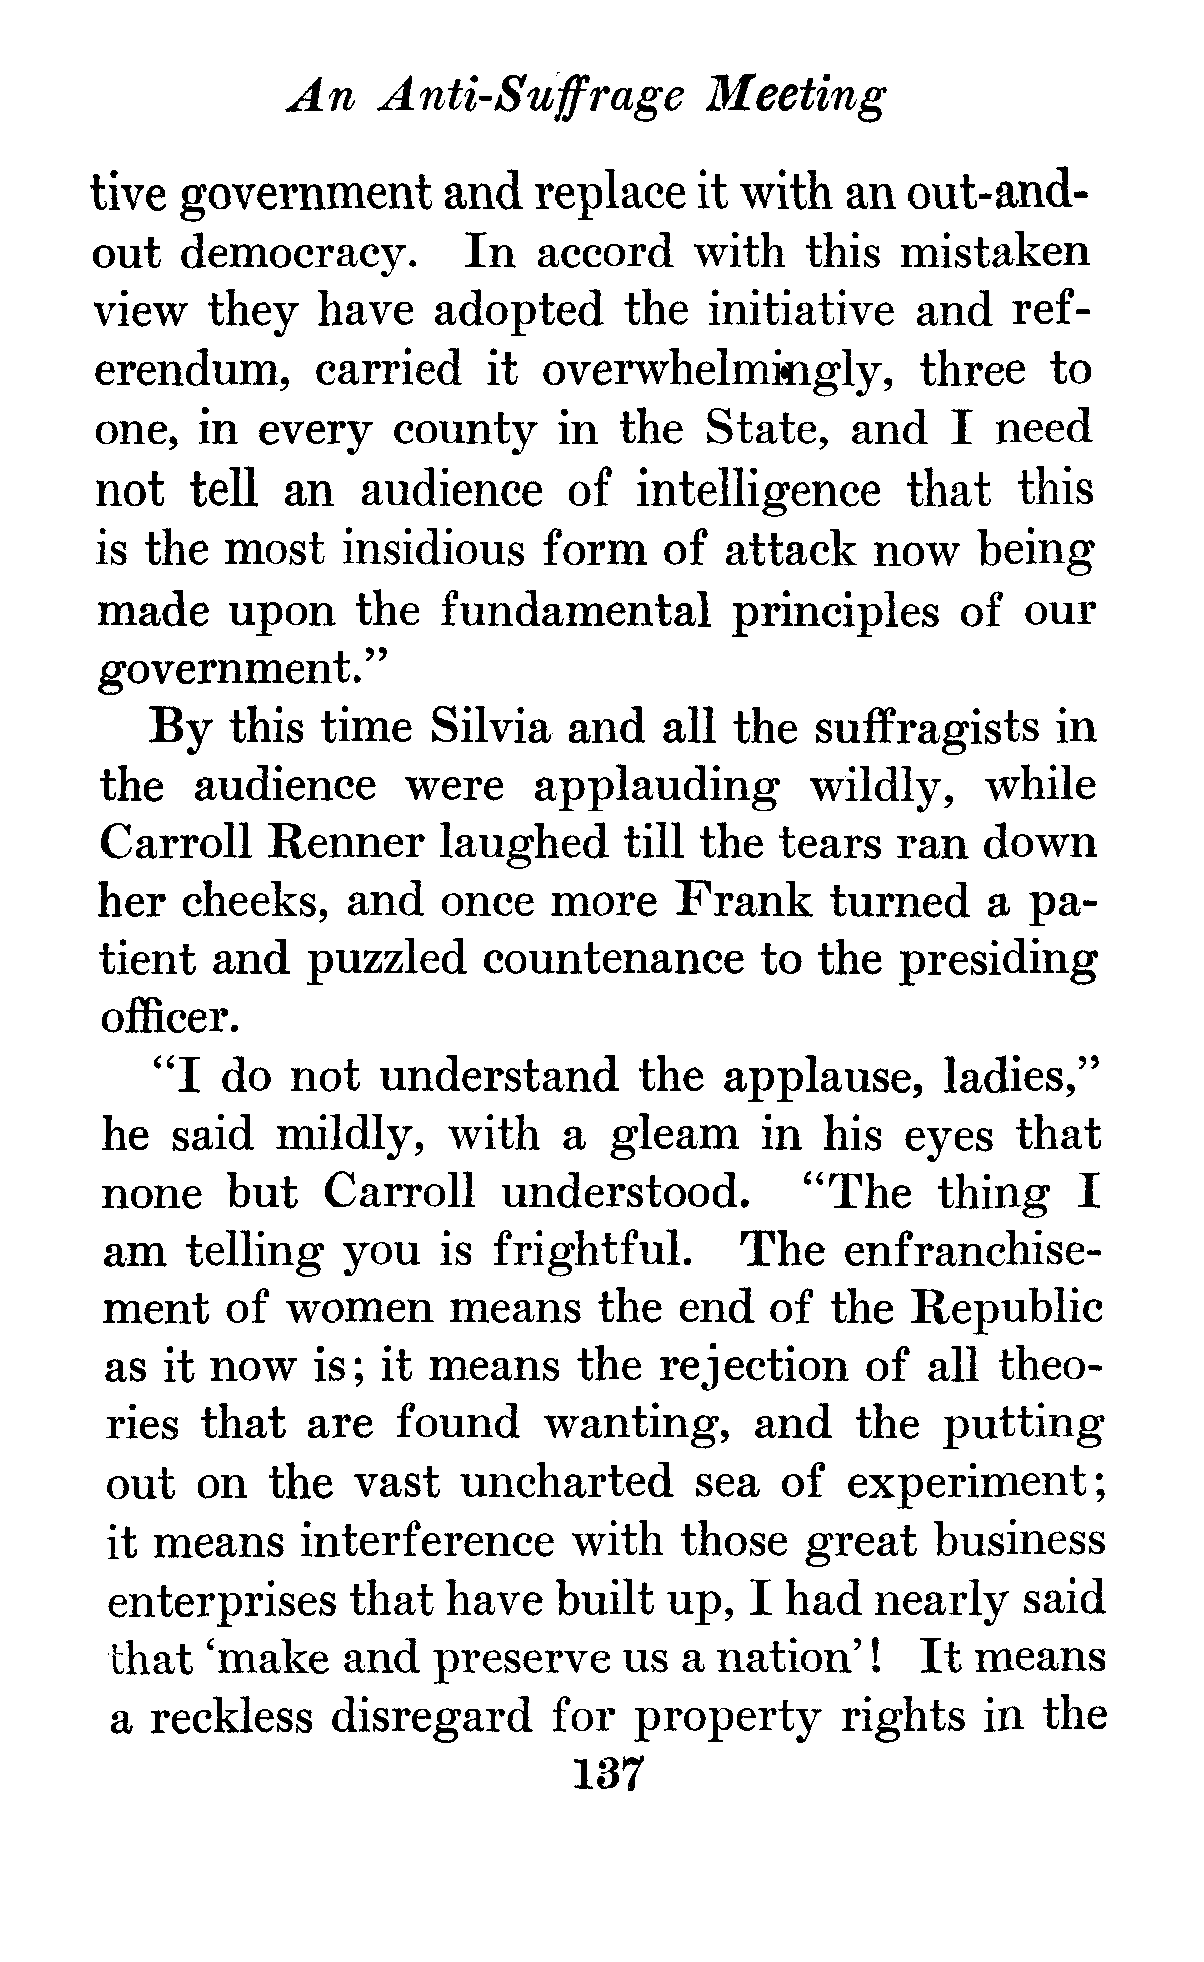 An Anti-Suffrage Meeting
tive government and replace it with an out-and-
out democracy. In accord with this mistaken
view they have adopted the initiative and ref-
erendum, carried it overwhelmingly, three to
one, in every county in the State, and I need
not tell an audience of intelligence that this
is the most insidious form of attack now being
made upon the fundamental principles of our
government.”
By this time Silvia and all the suffragists in
the audience were applauding wildly, while
Carroll Renner laughed till the tears ran down
her cheeks, and once more Frank turned a pa-
tient and puzzled countenance to the presiding
officer.
“I do not understand the applause, ladies,”
he said mildly, with a gleam in his eyes that
none but Carroll understood. “The thing I
am telling you is frightful. The enfranchise-
ment of women means the end of the Republic
as it now is; it means the rejection of all theo-
ries that are found wanting, and the putting
out on the vast uncharted sea of experiment;
it means interference with those great business
enterprises that have built up, I had nearly said
that ‘make and preserve us a nation’! It means
a reckless disregard for property rights in the
137